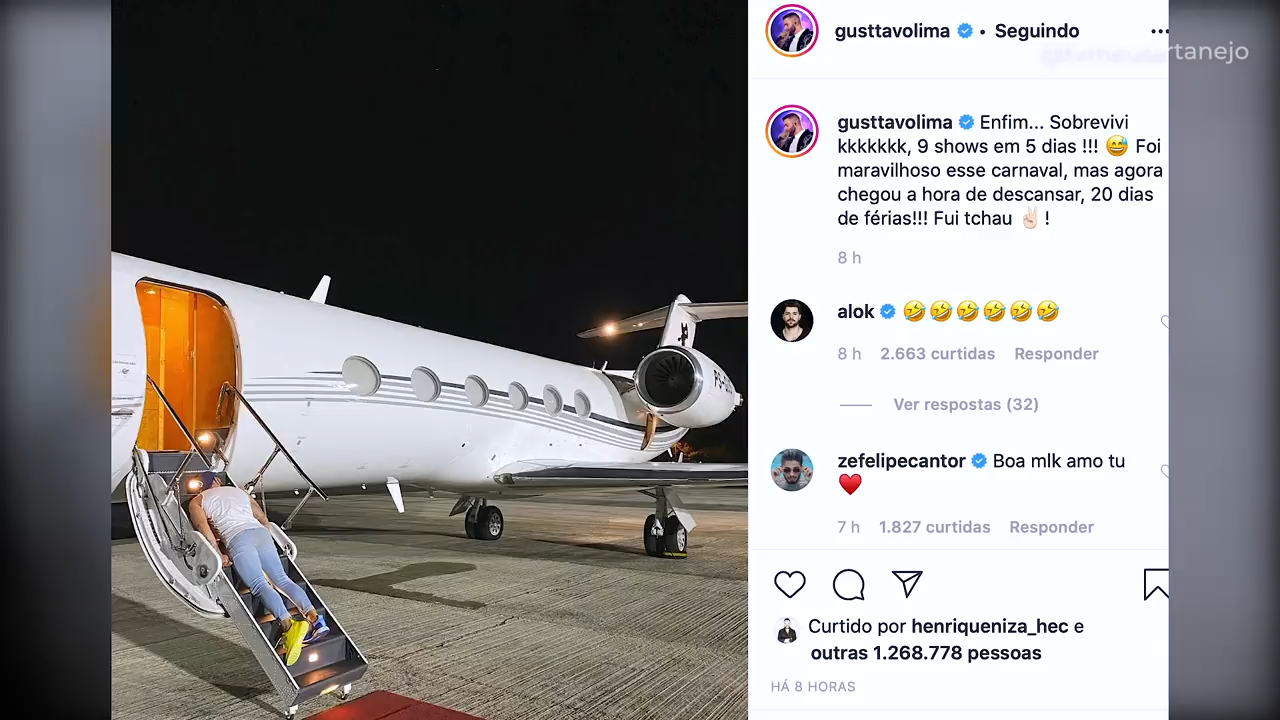 gusttavolima • Seguindo
gusttavolima Enfim... Sobrevivi
kkkkkkk, 9 shows em 5 dias !!! 😅 Foi
maravilhoso esse carnaval, mas agora
chegou a hora de descansar, 20 dias
de férias!!! Fui tchau ✌🏻 !
8 h
alok 🤣🤣🤣🤣🤣🤣
8 h 2.663 curtidas Responder
Ver respostas (32)
zefelipecantor Boa mlk amo tu
❤️
7 h 1.827 curtidas Responder
Curtido por henriqueniza_hec e
outras 1.268.778 pessoas
HÁ 8 HORAS